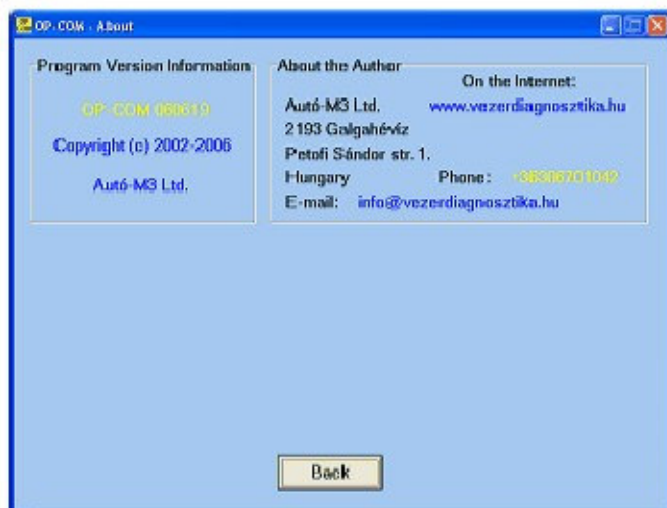 OP-COM - About
Program Version Information
OP-COM 060619
Copyright (c) 2002-2006
Autó-M3 Ltd.
About the Author
On the Internet:
Autó-M3 Ltd. www.vezerdiagnosztika.hu
2193 Galgahévíz
Petofi Sándor str. 1.
Hungary Phone: +36306701042
E-mail: info@vezerdiagnosztika.hu
Back